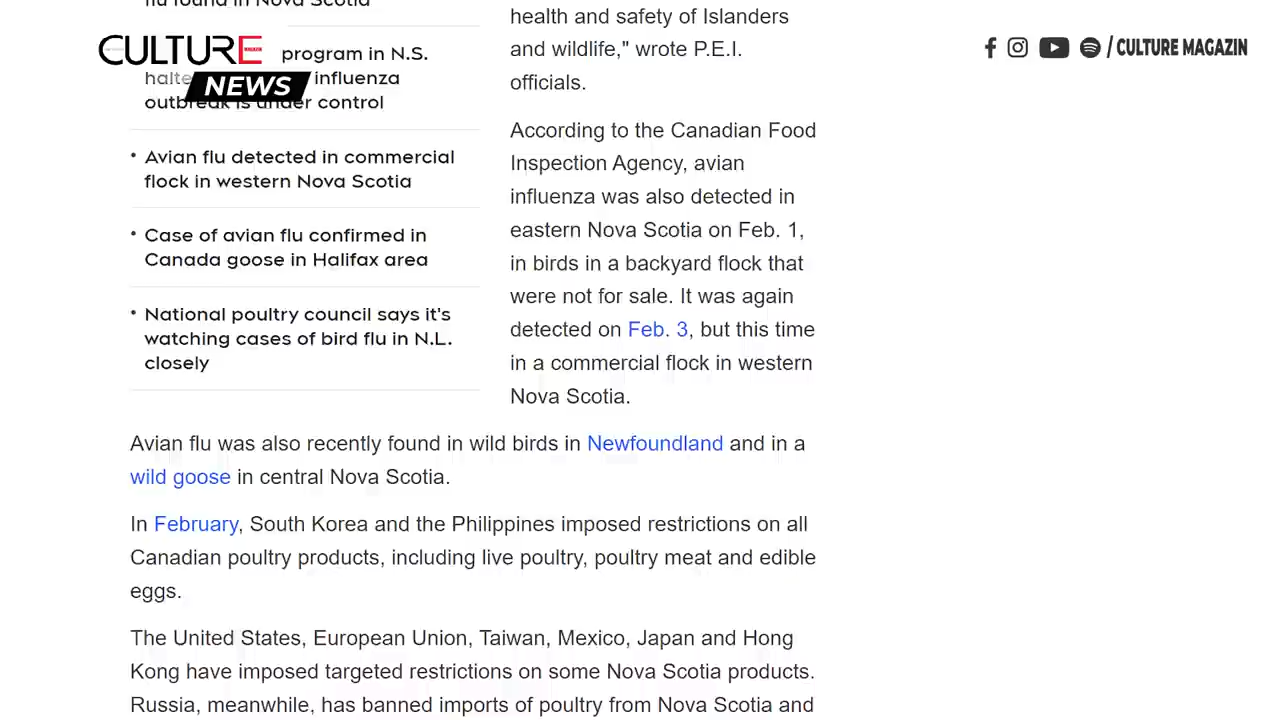 flu found in Nova Scotia
CULTURE
NEWS
program in N.S.
halte influenza
outbreak is under control
• Avian flu detected in commercial
flock in western Nova Scotia
• Case of avian flu confirmed in
Canada goose in Halifax area
• National poultry council says it's
watching cases of bird flu in N.L.
closely
health and safety of Islanders
and wildlife," wrote P.E.I.
officials.
According to the Canadian Food
Inspection Agency, avian
influenza was also detected in
eastern Nova Scotia on Feb. 1,
in birds in a backyard flock that
were not for sale. It was again
detected on Feb. 3, but this time
in a commercial flock in western
Nova Scotia.
Avian flu was also recently found in wild birds in Newfoundland and in a
wild goose in central Nova Scotia.
In February, South Korea and the Philippines imposed restrictions on all
Canadian poultry products, including live poultry, poultry meat and edible
eggs.
The United States, European Union, Taiwan, Mexico, Japan and Hong
Kong have imposed targeted restrictions on some Nova Scotia products.
Russia, meanwhile, has banned imports of poultry from Nova Scotia and
/ CULTURE MAGAZIN